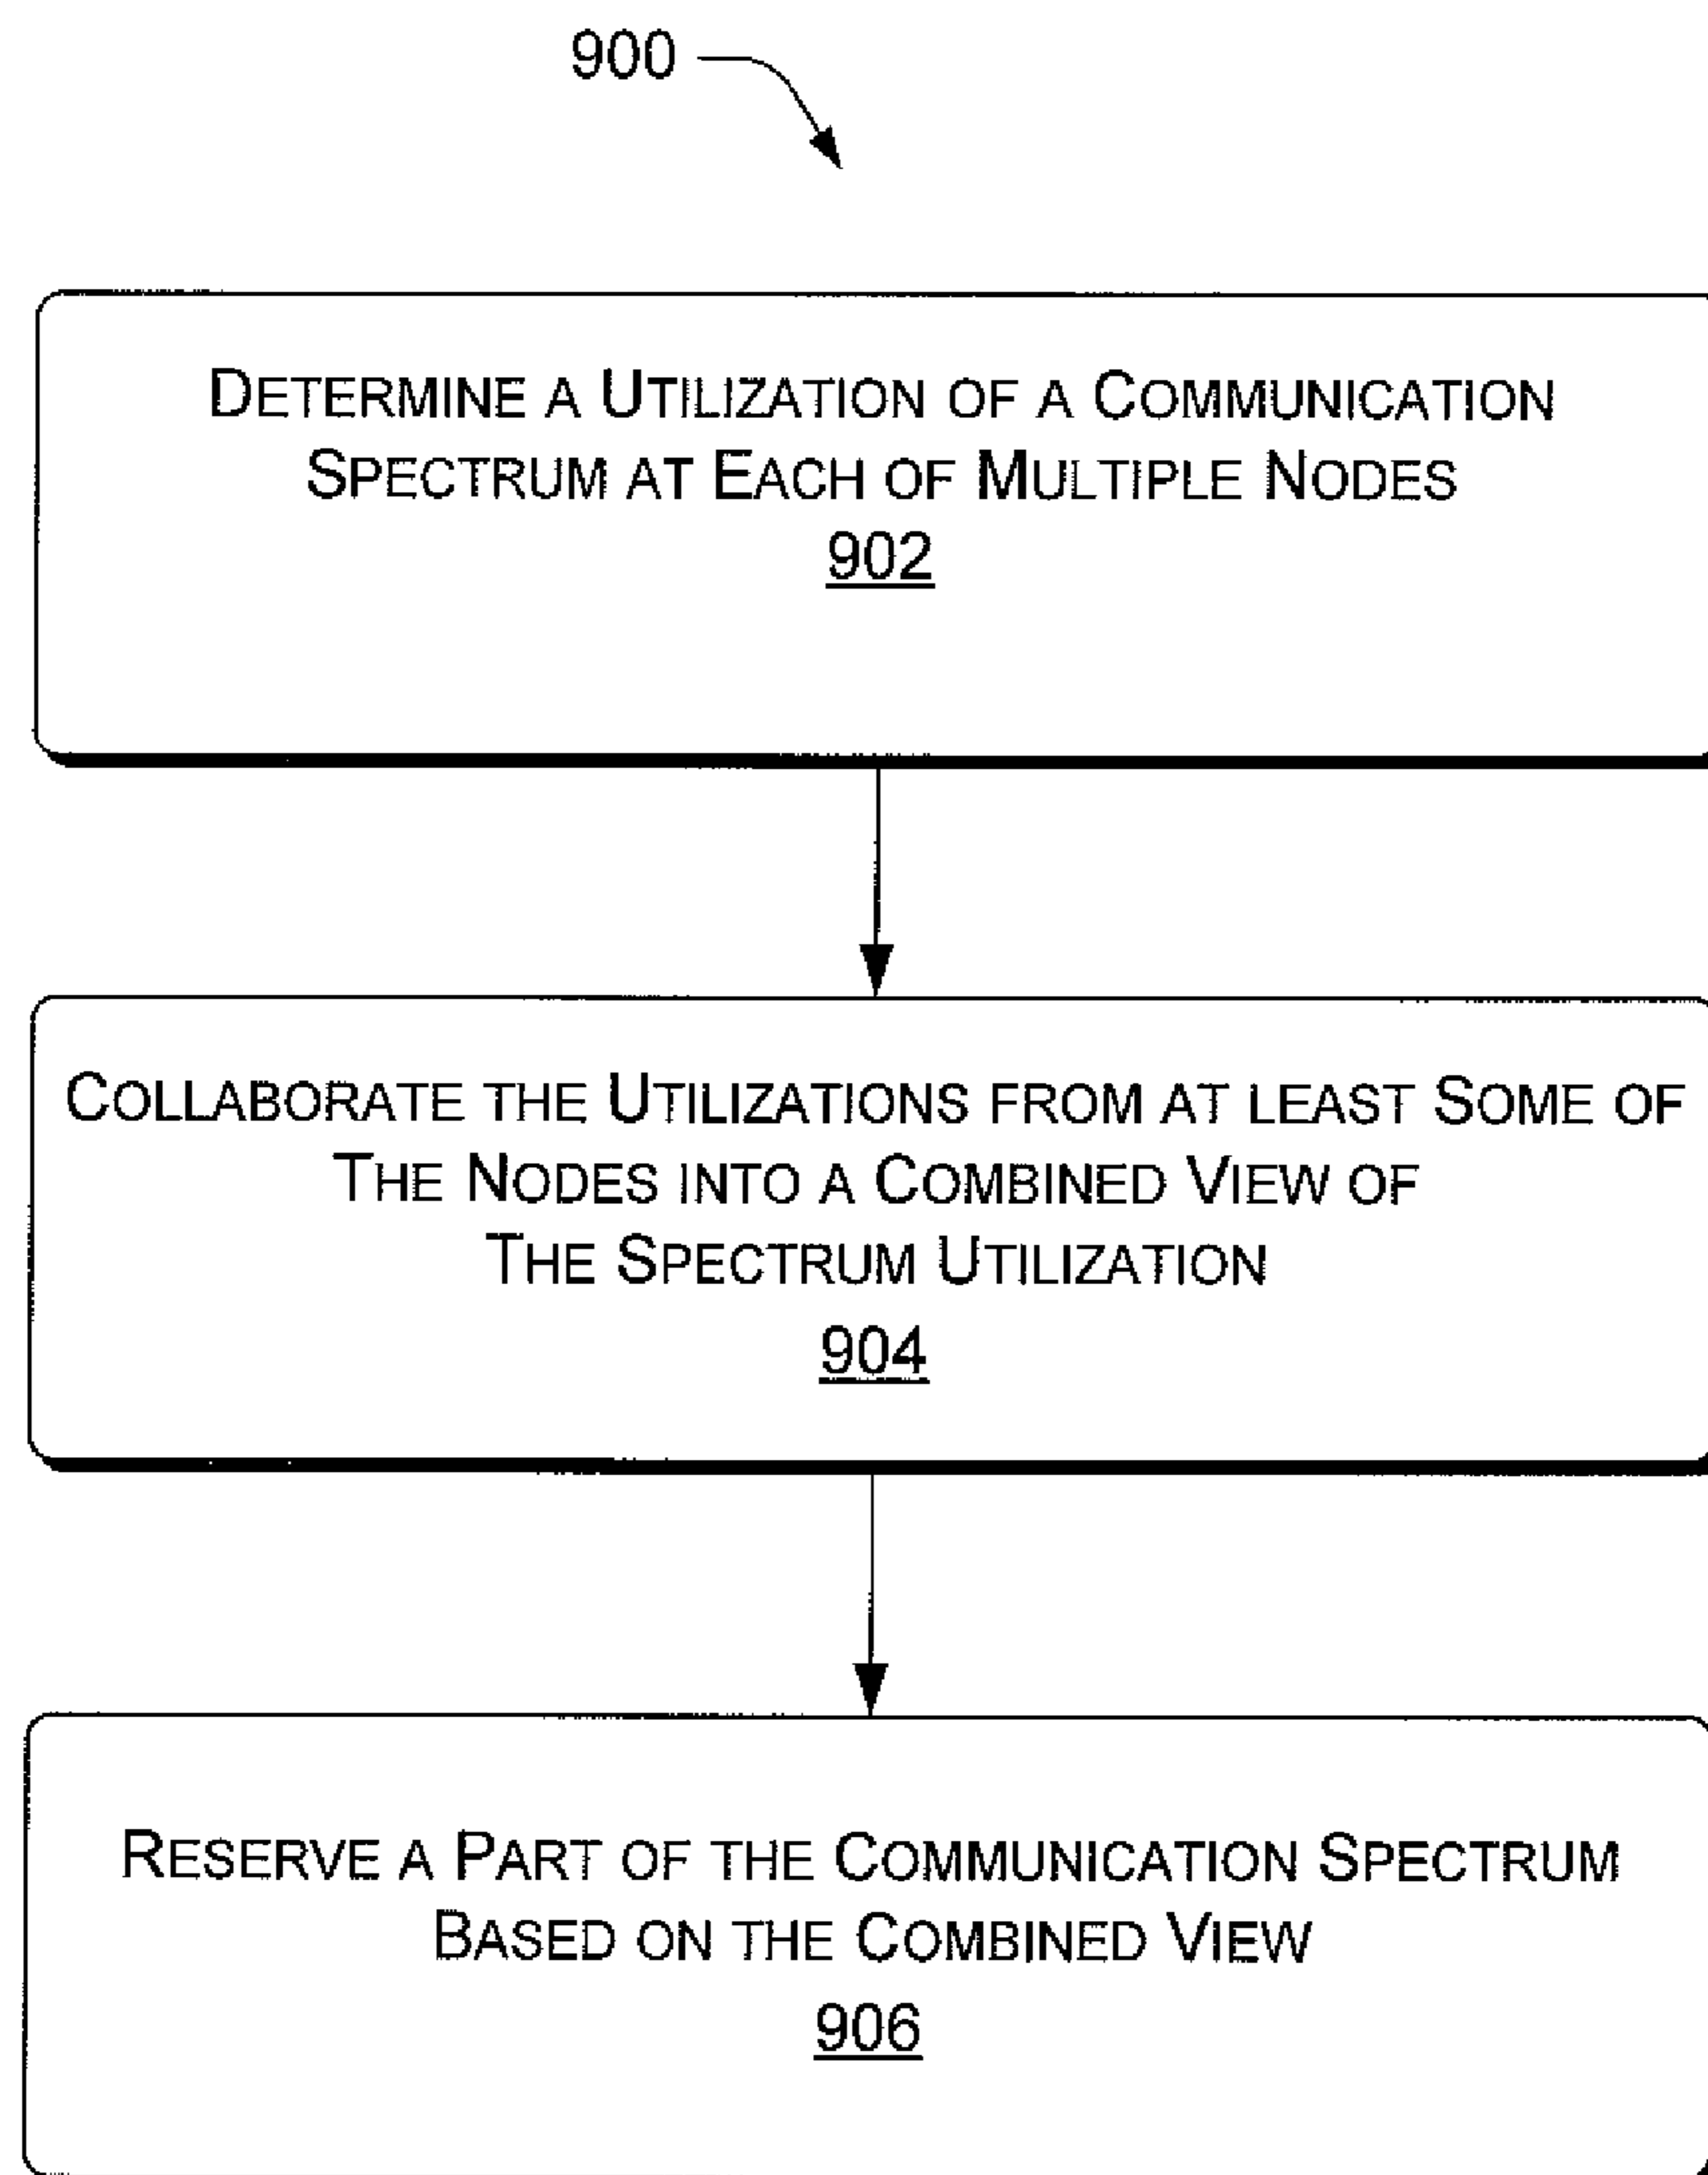 900
DETERMINE A UTILIZATION OF A COMMUNICATION
SPECTRUM AT EACH OF MULTIPLE NODES
902
COLLABORATE THE UTILIZATIONS FROM AT LEAST SOME OF
THE NODES INTO A COMBINED VIEW OF
THE SPECTRUM UTILIZATION
904
RESERVE A PART OF THE COMMUNICATION SPECTRUM
BASED ON THE COMBINED VIEW
906